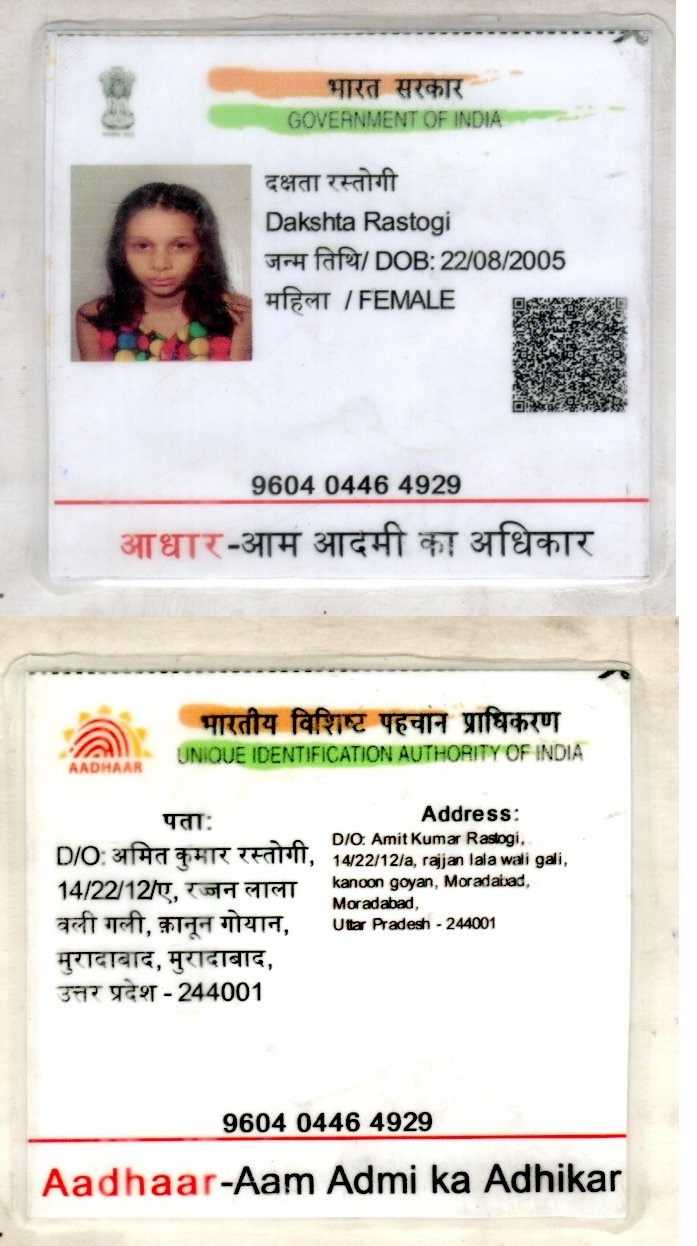 भारत सरकार
GOVERNMENT OF INDIA
दक्षता रस्तोगी
Dakshta Rastogi
जन्म तिथि/ DOB: 22/08/2005
महिला / FEMALE
9604 0446 4929
आधार-आम आदमी का अधिकार
भारतीय विशिष्ट पहचान प्राधिकरण
UNIQUE IDENTIFICATION AUTHORITY OF INDIA
AADHAAR
पता:
D/O: अमित कुमार रस्तोगी,
14/22/12/ए, रज्जन लाला
वली गली, क़ानून गोयान,
मुरादाबाद, मुरादाबाद,
उत्तर प्रदेश - 244001
Address:
D/O: Amit Kumar Rastogi,
14/22/12/a, rajjan lala wali gali,
kanoon goyan, Moradabad,
Moradabad,
Uttar Pradesh - 244001
9604 0446 4929
Aadhaar-Aam Admi ka Adhikar